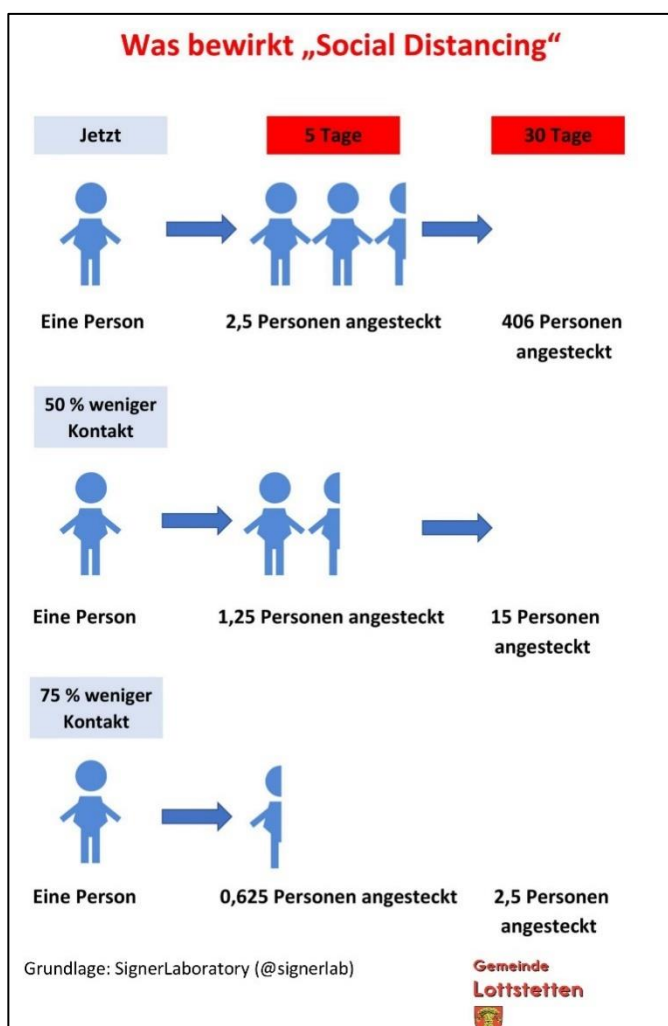 Was bewirkt „Social Distancing“
Jetzt
5 Tage
30 Tage
Eine Person
2,5 Personen angesteckt
406 Personen
angesteckt
50 % weniger
Kontakt
Eine Person
1,25 Personen angesteckt
15 Personen
angesteckt
75 % weniger
Kontakt
Eine Person
0,625 Personen angesteckt
2,5 Personen
angesteckt
Grundlage: SignerLaboratory (@signerlab)
Gemeinde
Lottstetten